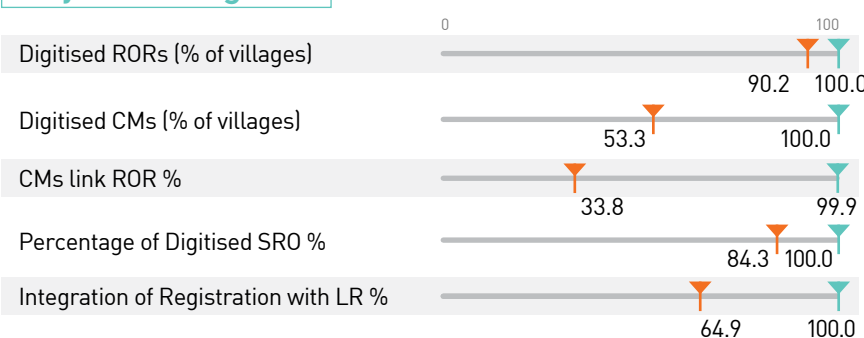 0 100
Digitised RORs (% of villages)
90.2 100.0
Digitised CMs (% of villages)
53.3 100.0
CMs link ROR %
33.8 99.9
Percentage of Digitised SRO %
84.3 100.0
Integration of Registration with LR %
64.9 100.0